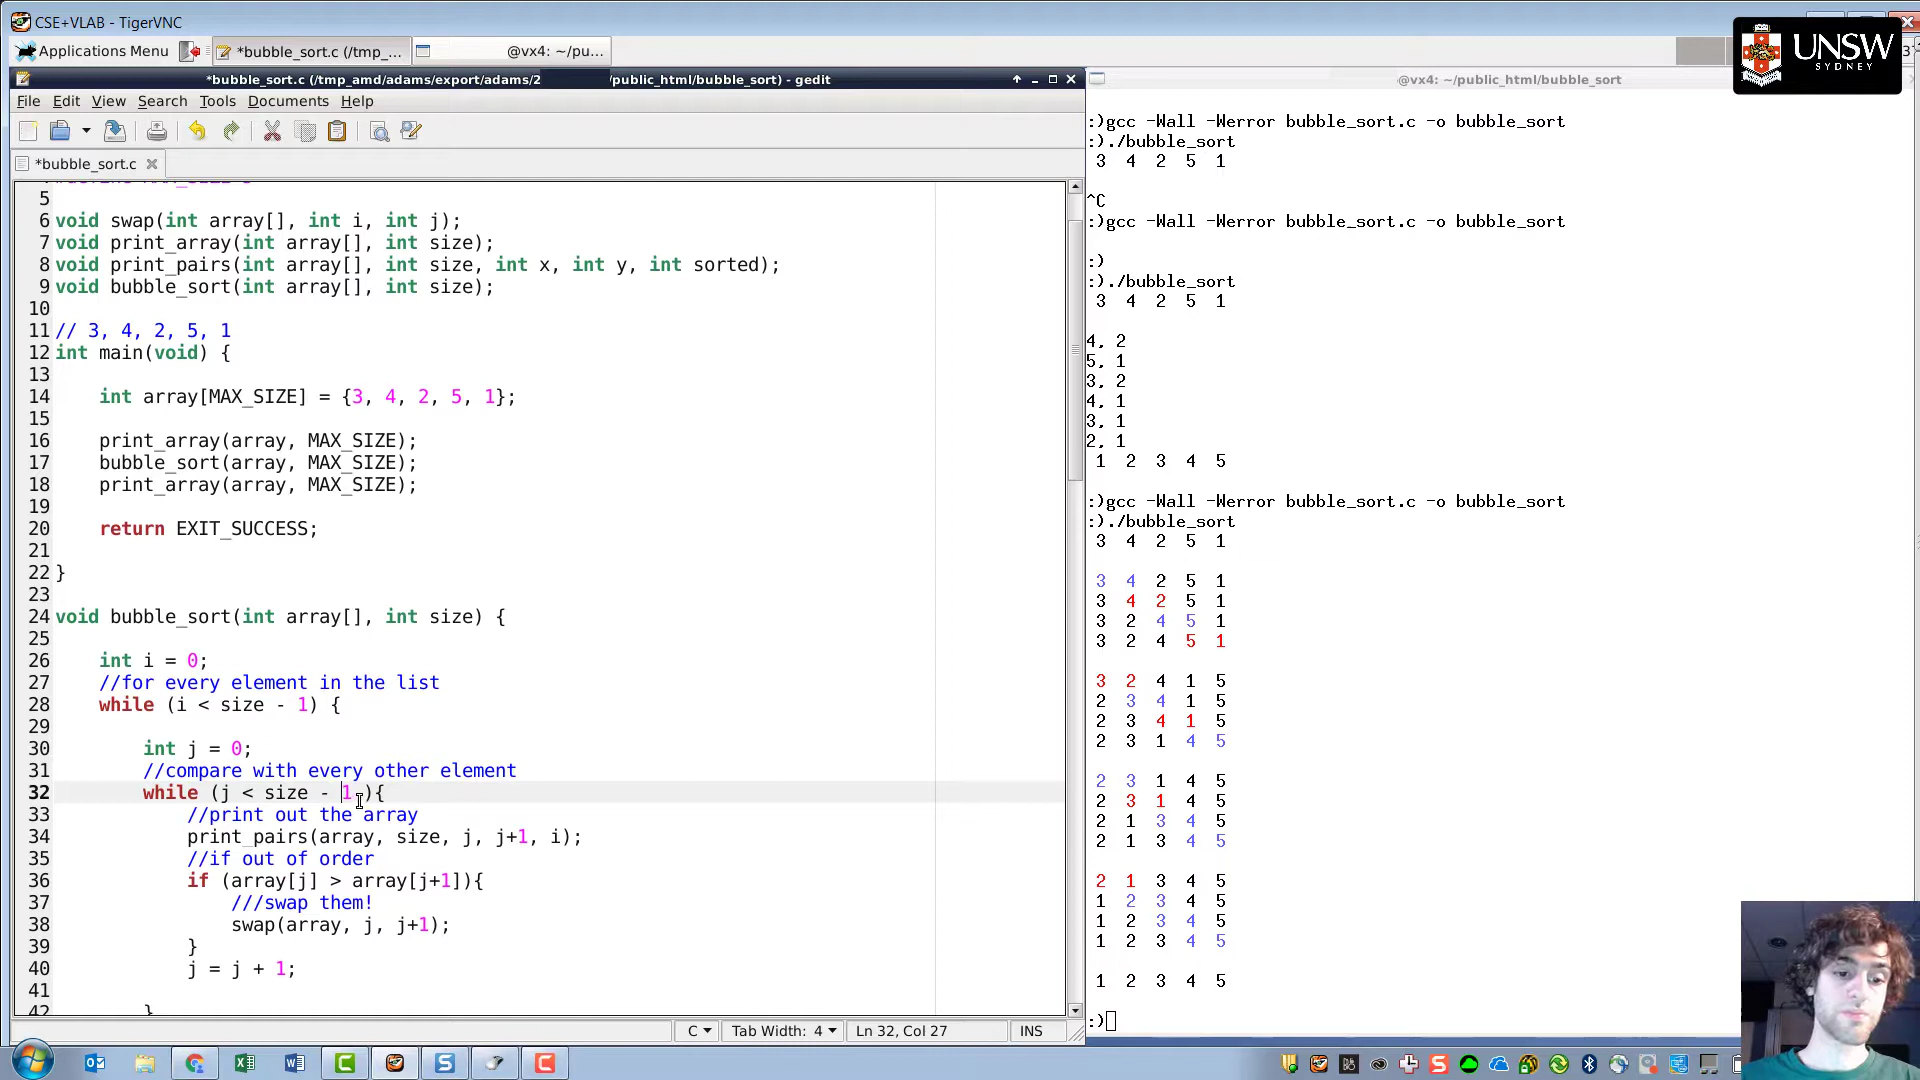 CSE+VLAB - TigerVNC
Applications Menu
*bubble_sort.c (/tmp_...
@vx4: ~/pu...
UNSW
SYDNEY
*bubble_sort.c (/tmp_amd/adams/export/adams/2 /public_html/bubble_sort) - gedit
@vx4: ~/public_html/bubble_sort
File Edit View Search Tools Documents Help
*bubble_sort.c
5
6 void swap(int array[], int i, int j);
7 void print_array(int array[], int size);
8 void print_pairs(int array[], int size, int x, int y, int sorted);
9 void bubble_sort(int array[], int size);
10
11 // 3, 4, 2, 5, 1
12 int main(void) {
13
14 int array[MAX_SIZE] = {3, 4, 2, 5, 1};
15
16 print_array(array, MAX_SIZE);
17 bubble_sort(array, MAX_SIZE);
18 print_array(array, MAX_SIZE);
19
20 return EXIT_SUCCESS;
21
22 }
23
24 void bubble_sort(int array[], int size) {
25
26 int i = 0;
27 //for every element in the list
28 while (i < size - 1) {
29
30 int j = 0;
31 //compare with every other element
32 while (j < size - 1 ){
33 //print out the array
34 print_pairs(array, size, j, j+1, i);
35 //if out of order
36 if (array[j] > array[j+1]){
37 ///swap them!
38 swap(array, j, j+1);
39 }
40 j = j + 1;
41
42 }
C Tab Width: 4 Ln 32, Col 27 INS
:)gcc -Wall -Werror bubble_sort.c -o bubble_sort
:)./bubble_sort
3 4 2 5 1
^C
:)gcc -Wall -Werror bubble_sort.c -o bubble_sort
:)
:)./bubble_sort
3 4 2 5 1
4, 2
5, 1
3, 2
4, 1
3, 1
2, 1
1 2 3 4 5
:)gcc -Wall -Werror bubble_sort.c -o bubble_sort
:)./bubble_sort
3 4 2 5 1
3 4 2 5 1
3 4 2 5 1
3 2 4 5 1
3 2 4 5 1
3 2 4 1 5
2 3 4 1 5
2 3 4 1 5
2 3 1 4 5
2 3 1 4 5
2 3 1 4 5
2 1 3 4 5
2 1 3 4 5
2 1 3 4 5
1 2 3 4 5
1 2 3 4 5
1 2 3 4 5
1 2 3 4 5
:)